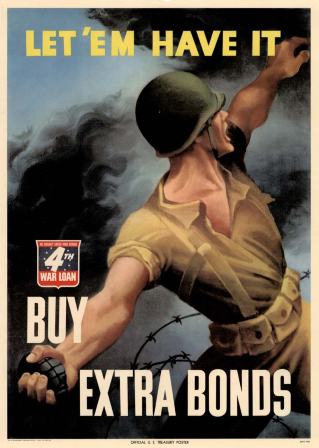 LET 'EM HAVE IT
4TH
WAR LOAN
BUY
EXTRA BONDS
OFFICIAL U. S. TREASURY POSTER